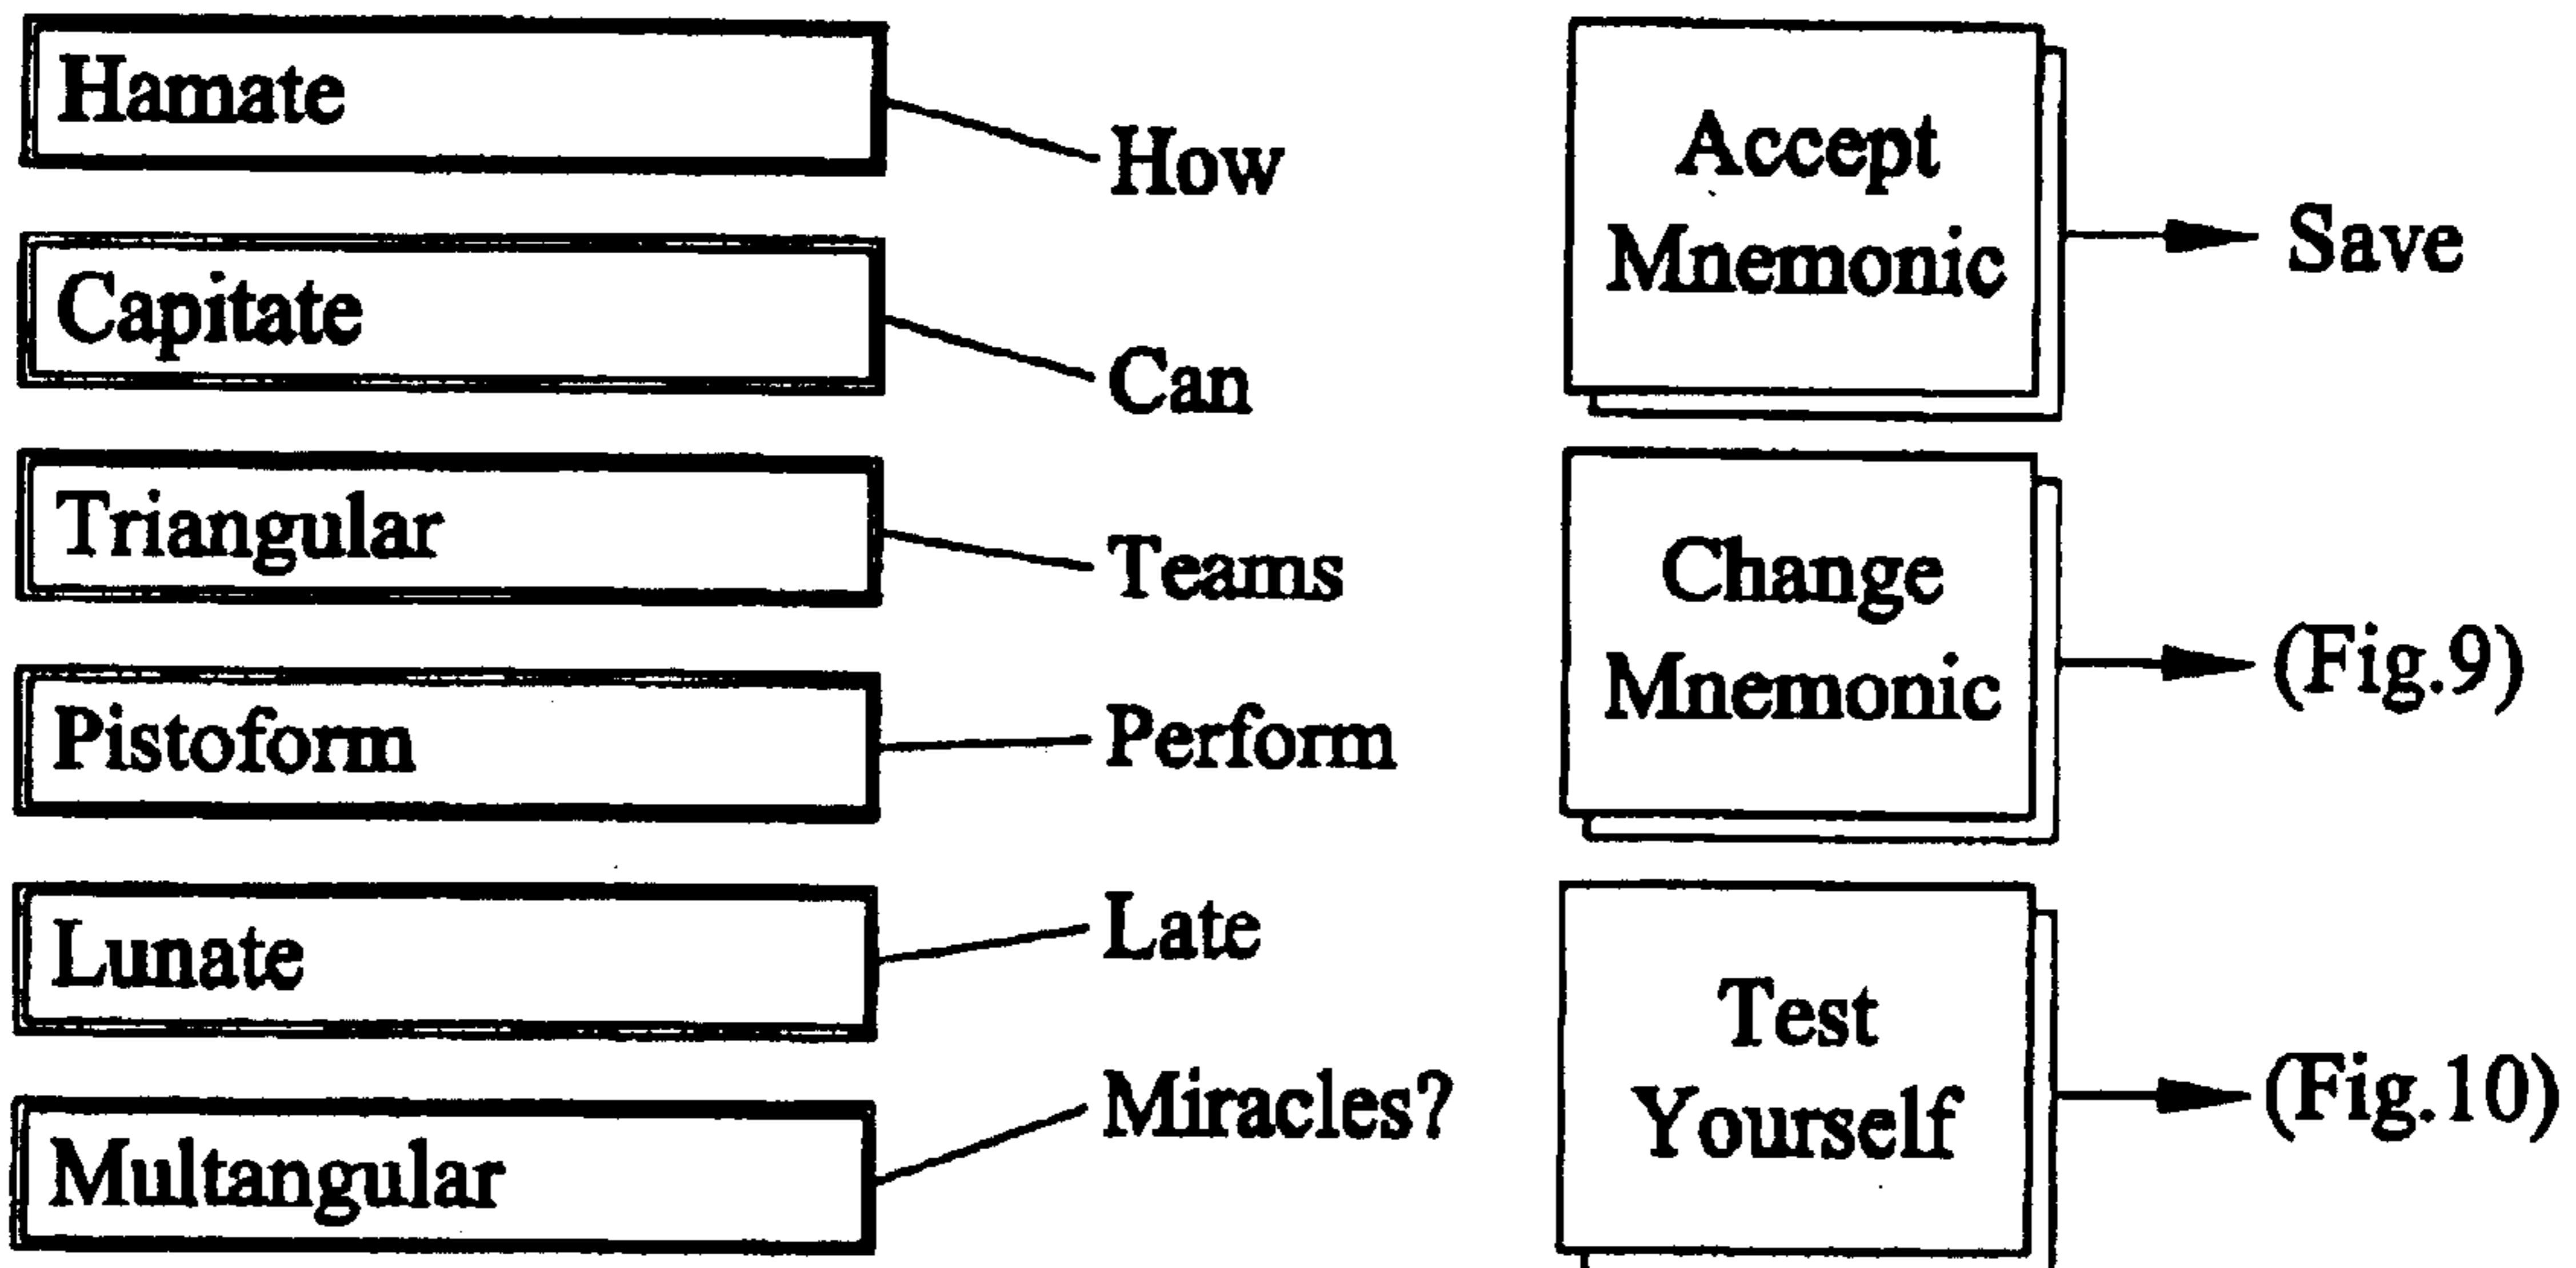 Hamate
How
Capitate
Can
Triangular
Teams
Pistoform
Perform
Lunate
Late
Multangular
Miracles?
Accept
Mnemonic
Save
Change
Mnemonic
(Fig.9)
Test
Yourself
(Fig.10)